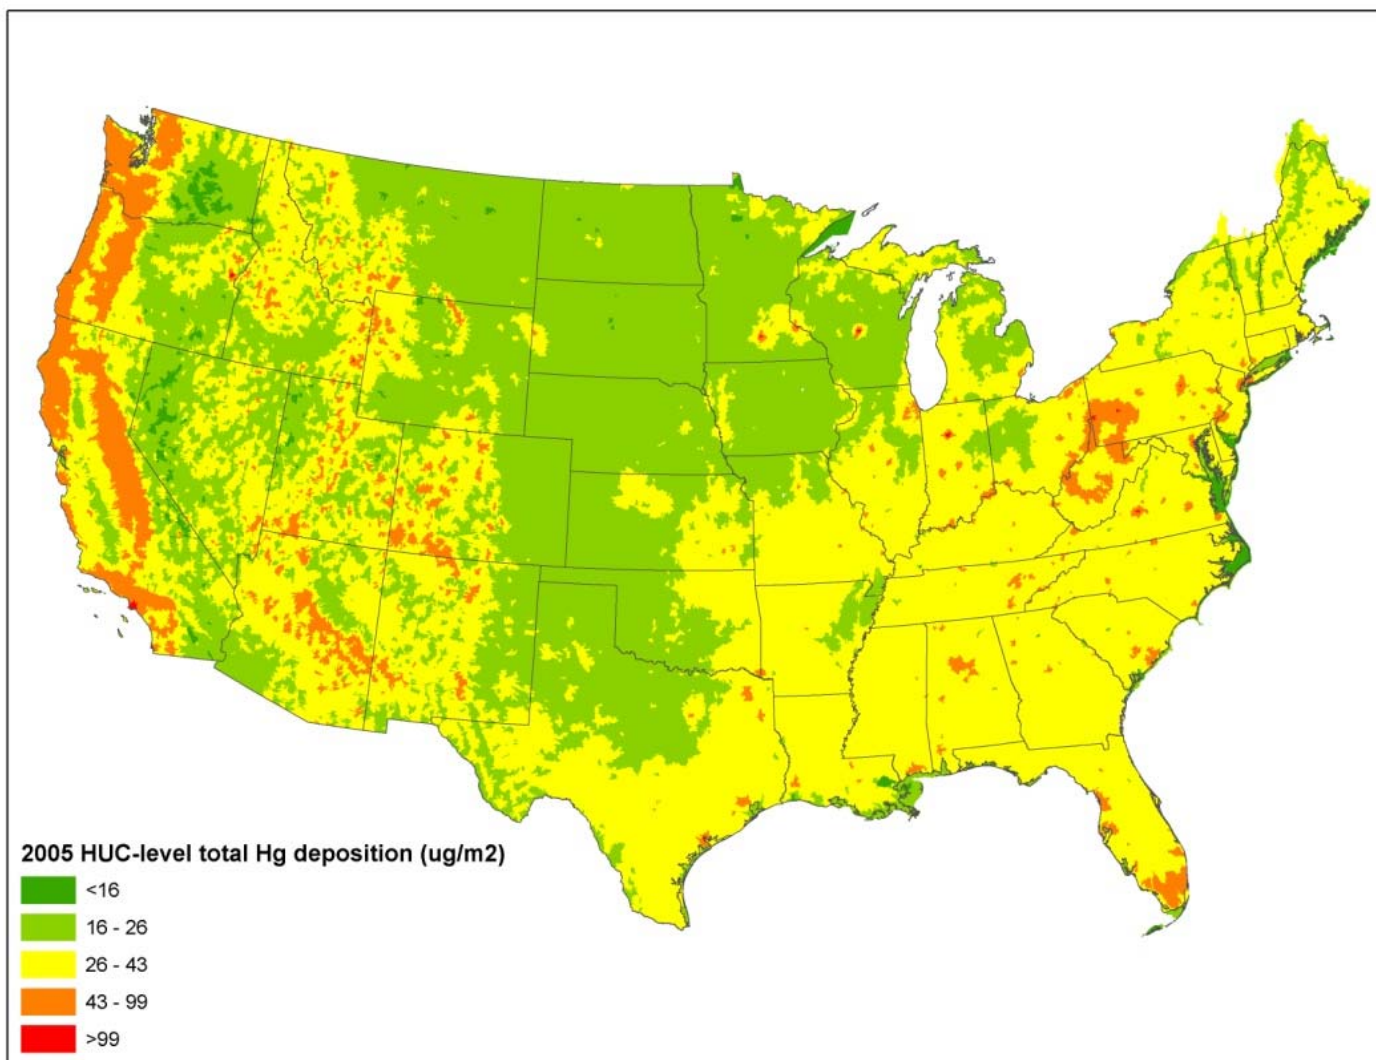 2005 HUC-level total Hg deposition (ug/m2)
<16
16 - 26
26 - 43
43 - 99
>99